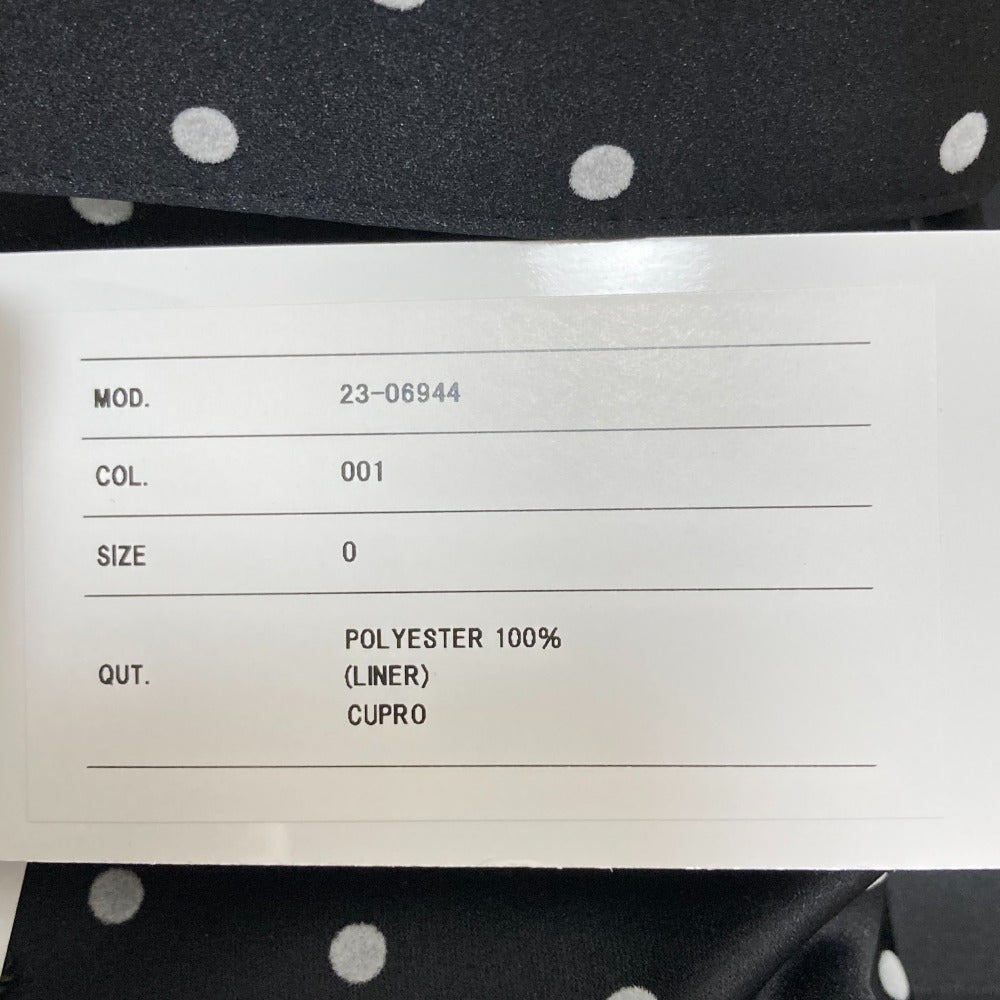 MOD. 23-06944
COL. 001
SIZE 0
POLYESTER 100%
QUT. (LINER)
CUPRO